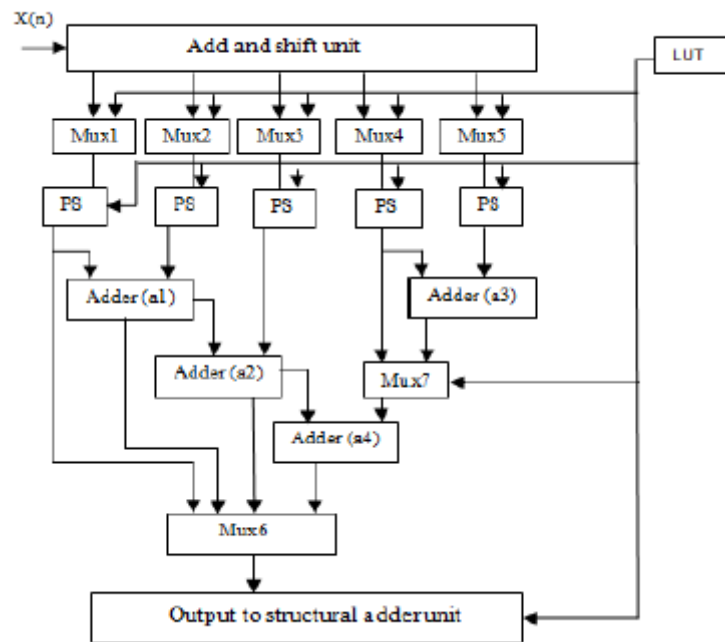 X(n)
Add and shift unit
LUT
Mux1
Mux2
Mux3
Mux4
Mux5
PS
PS
PS
PS
PS
Adder (a1)
Adder (a3)
Adder (a2)
Mux7
Adder (a4)
Mux6
Output to structural adder unit